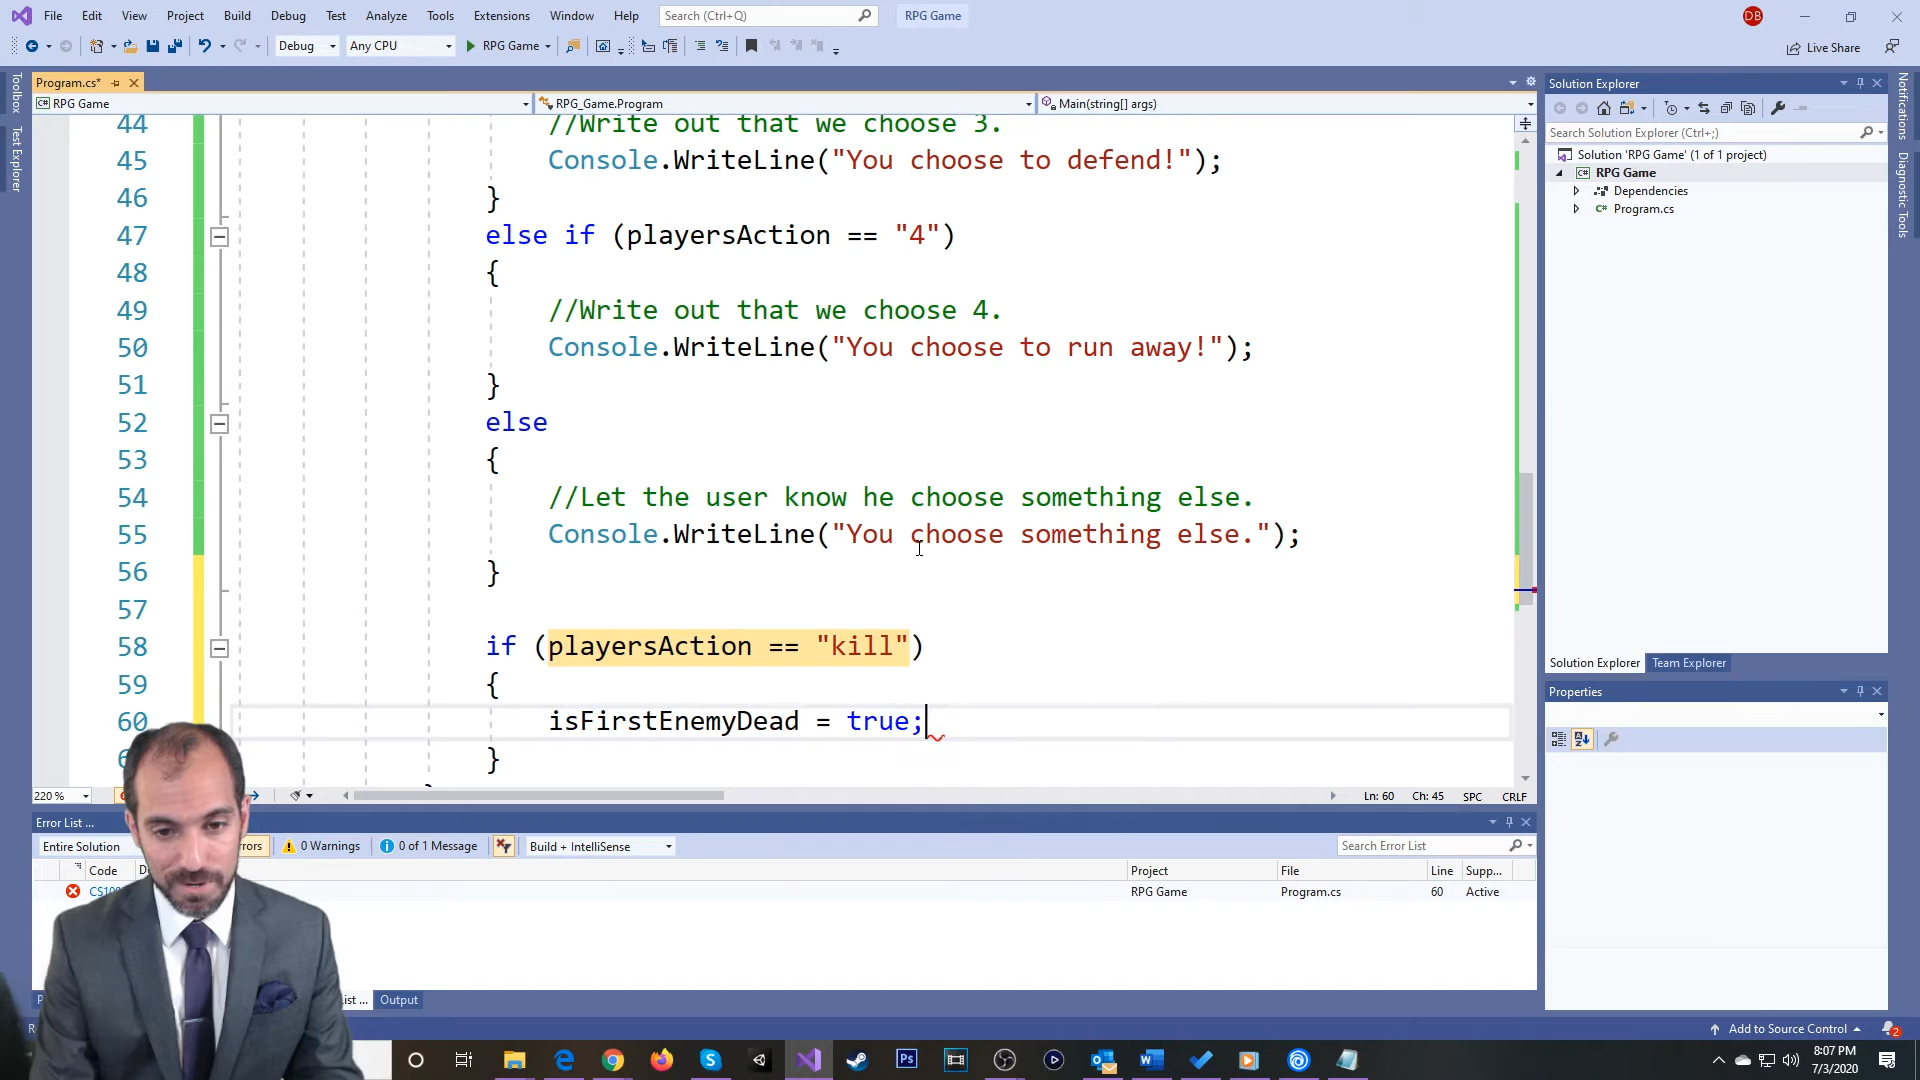 File Edit View Project Build Debug Test Analyze Tools Extensions Window Help Search (Ctrl+Q) RPG Game DB
Debug Any CPU RPG Game Live Share
Program.cs*
RPG Game RPG_Game.Program Main(string[] args)
Toolbox
Test Explorer
44 //Write out that we choose 3.
45 Console.WriteLine("You choose to defend!");
46 }
47 else if (playersAction == "4")
48 {
49 //Write out that we choose 4.
50 Console.WriteLine("You choose to run away!");
51 }
52 else
53 {
54 //Let the user know he choose something else.
55 Console.WriteLine("You choose something else.");
56 }
57
58 if (playersAction == "kill")
59 {
60 isFirstEnemyDead = true;
}
220 % Ln: 60 Ch: 45 SPC CRLF
Error List ...
Entire Solution 0 Warnings 0 of 1 Message Build + IntelliSense Search Error List
Code Project File Line Supp...
RPG Game Program.cs 60 Active
Output
Solution Explorer
Search Solution Explorer (Ctrl+;)
Solution 'RPG Game' (1 of 1 project)
RPG Game
Dependencies
Program.cs
Solution Explorer Team Explorer
Properties
Notifications
Diagnostic Tools
Add to Source Control 2
8:07 PM
7/3/2020